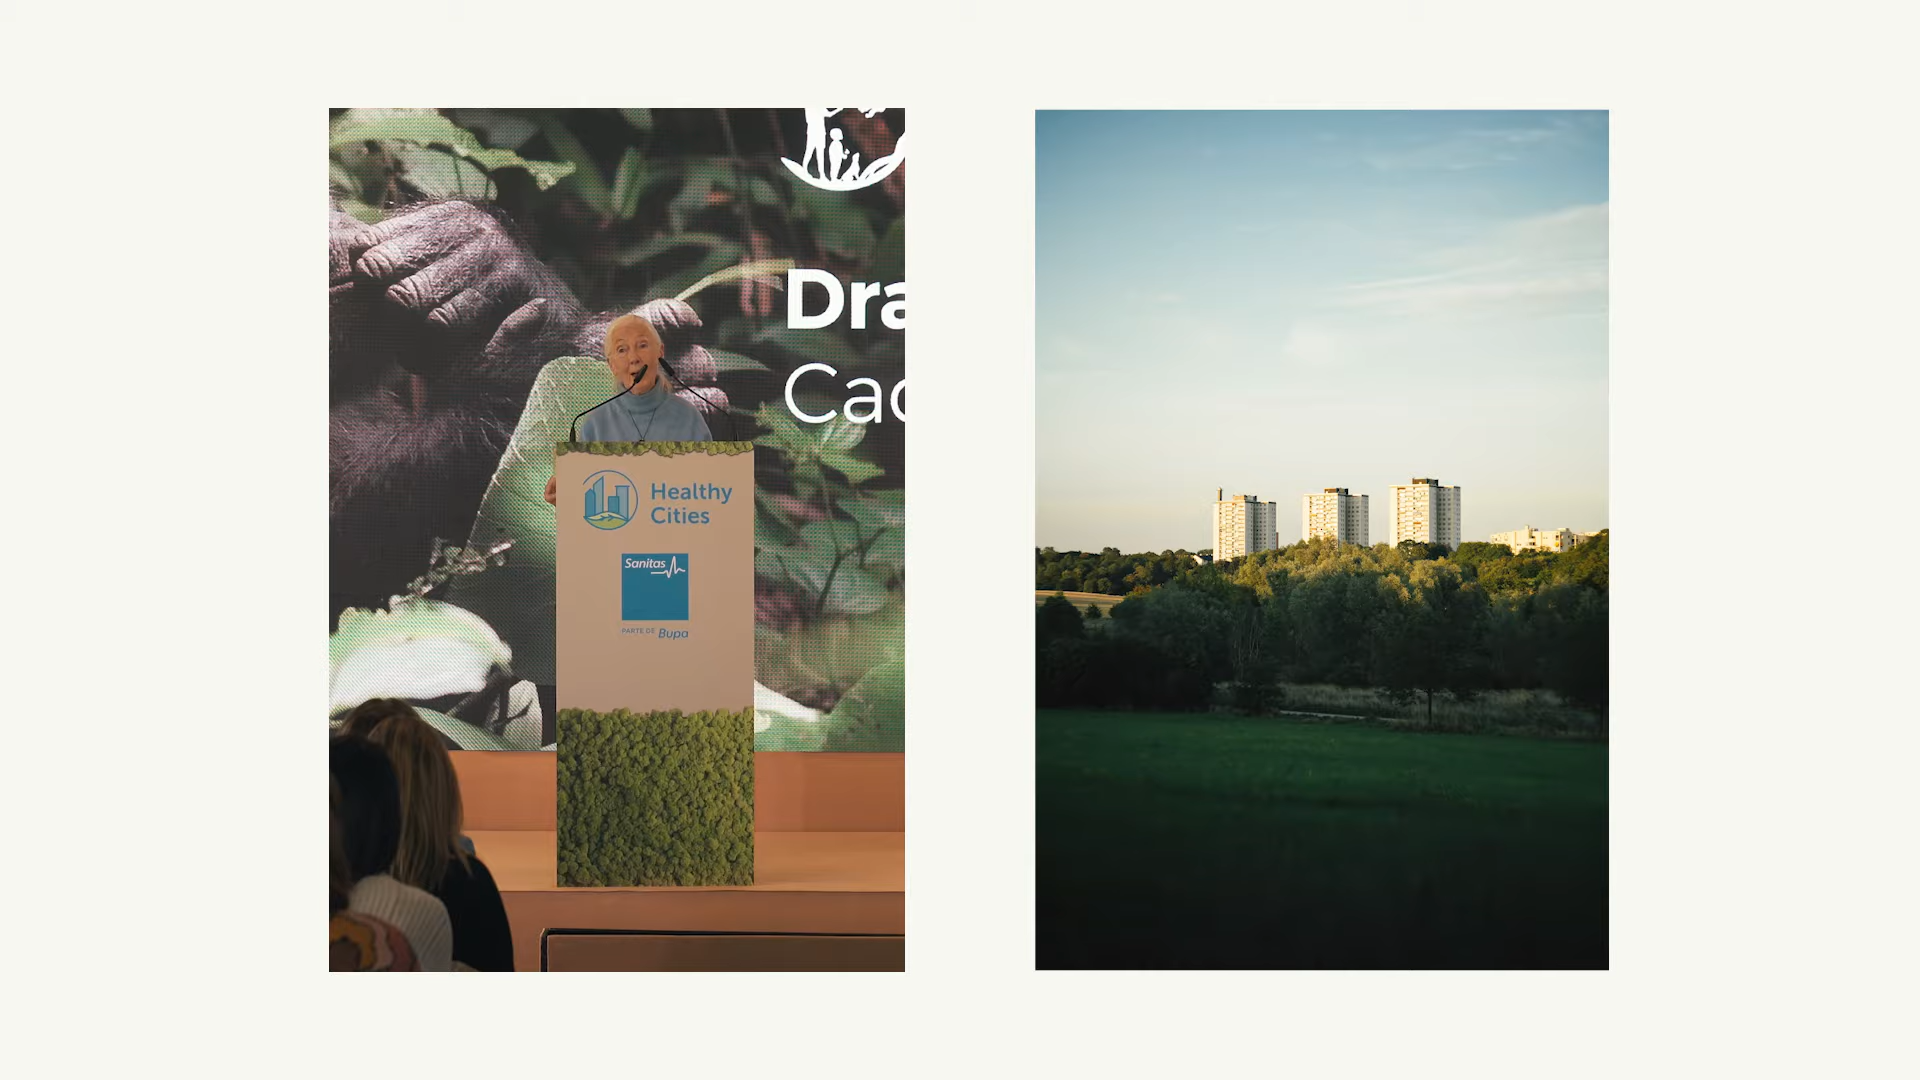 Dra
Cac
Healthy
Cities
Sanitas
PARTE DE Bupa